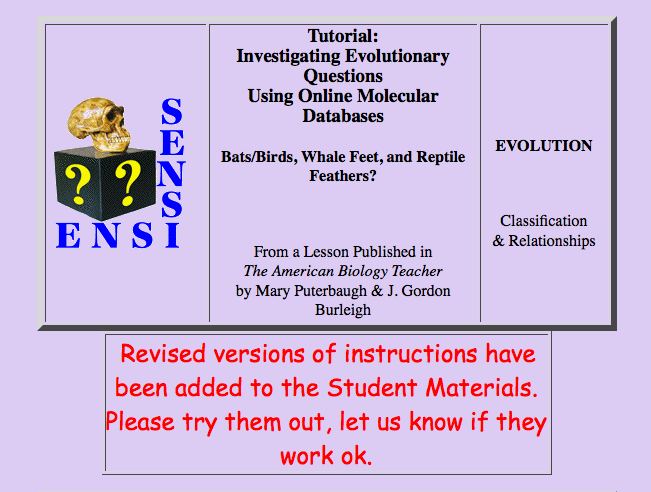 SENSI
? ?
ENSI
Tutorial:
Investigating Evolutionary
Questions
Using Online Molecular
Databases
Bats/Birds, Whale Feet, and Reptile
Feathers?
From a Lesson Published in
The American Biology Teacher
by Mary Puterbaugh & J. Gordon
Burleigh
EVOLUTION
Classification
& Relationships
Revised versions of instructions have
been added to the Student Materials.
Please try them out, let us know if they
work ok.